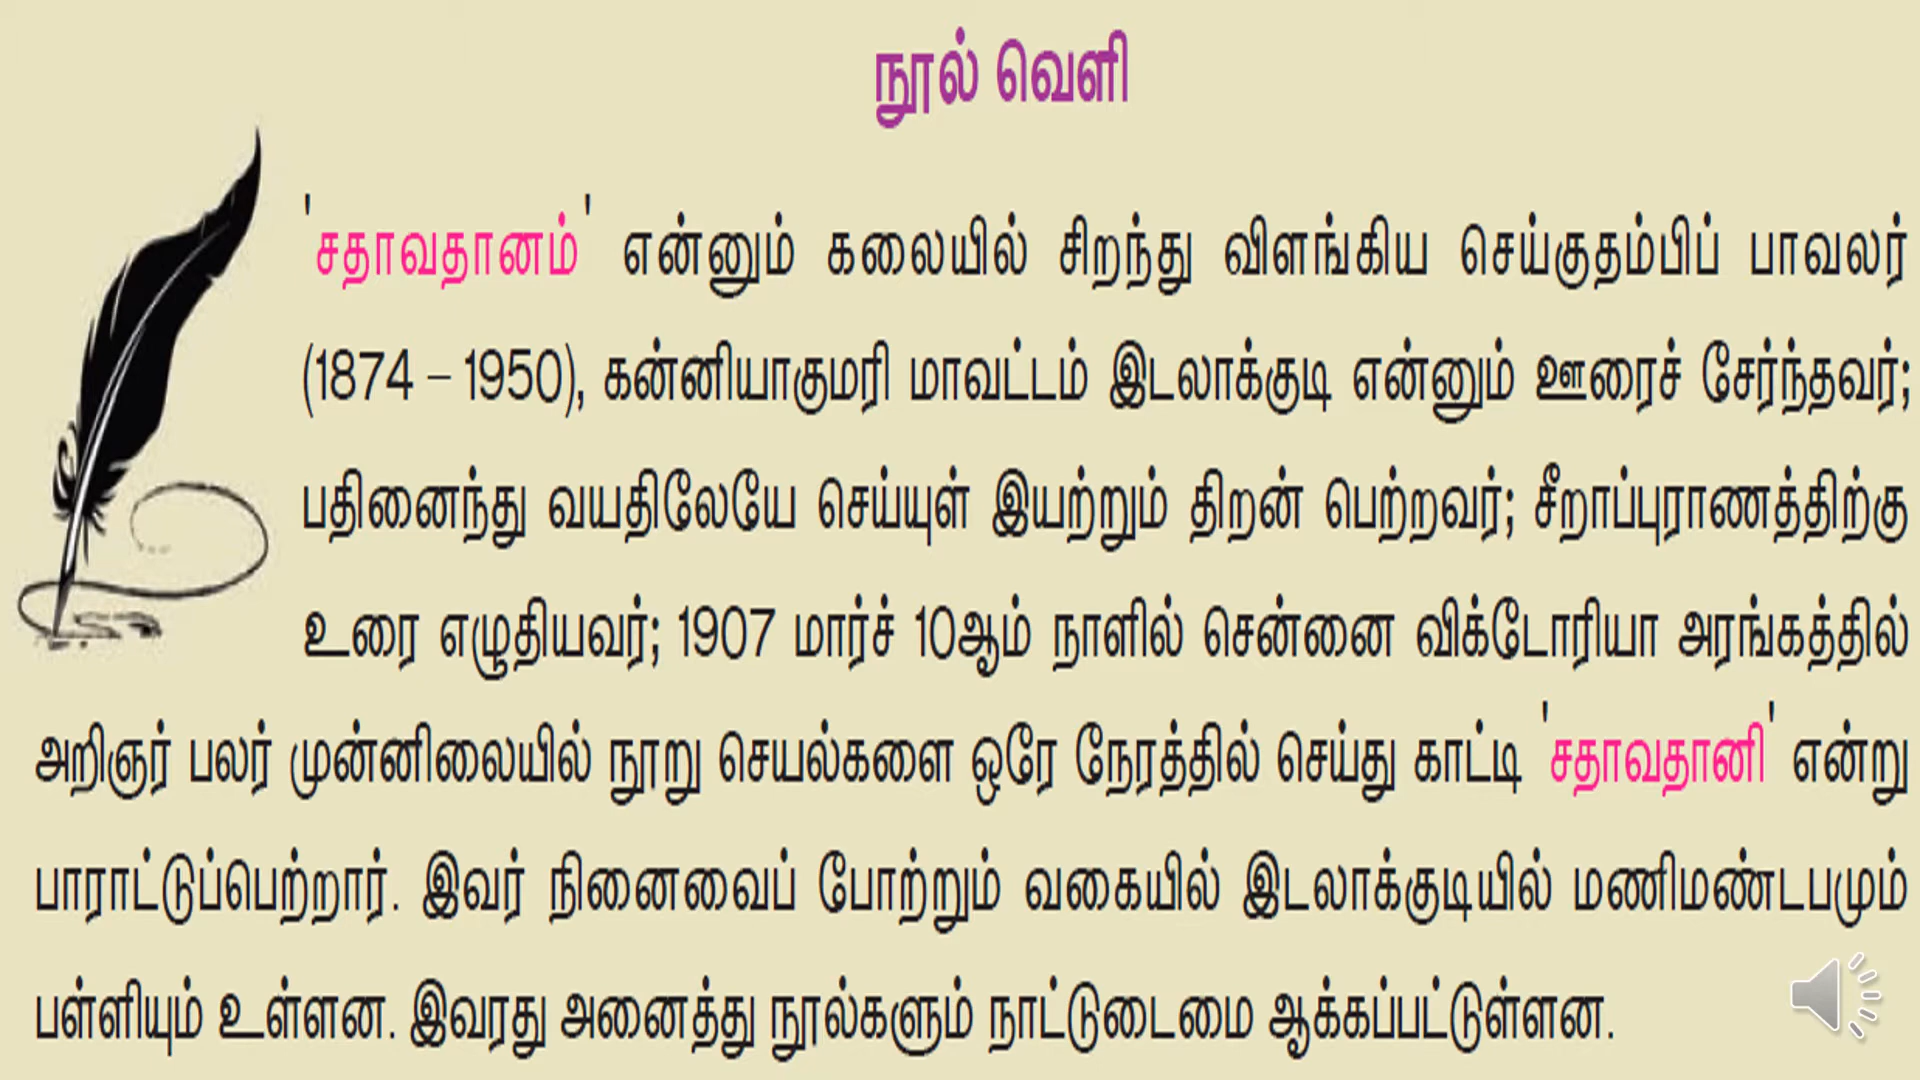 நூல் வெளி
'சதாவதானம்' என்னும் கலையில் சிறந்து விளங்கிய செய்குதம்பிப் பாவலர்
(1874 – 1950), கன்னியாகுமரி மாவட்டம் இடலாக்குடி என்னும் ஊரைச் சேர்ந்தவர்;
பதினைந்து வயதிலேயே செய்யுள் இயற்றும் திறன் பெற்றவர்; சீறாப்புராணத்திற்கு
உரை எழுதியவர்; 1907 மார்ச் 10ஆம் நாளில் சென்னை விக்டோரியா அரங்கத்தில்
அறிஞர் பலர் முன்னிலையில் நூறு செயல்களை ஒரே நேரத்தில் செய்து காட்டி 'சதாவதானி' என்று
பாராட்டுப்பெற்றார். இவர் நினைவைப் போற்றும் வகையில் இடலாக்குடியில் மணிமண்டபமும்
பள்ளியும் உள்ளன. இவரது அனைத்து நூல்களும் நாட்டுடைமை ஆக்கப்பட்டுள்ளன.